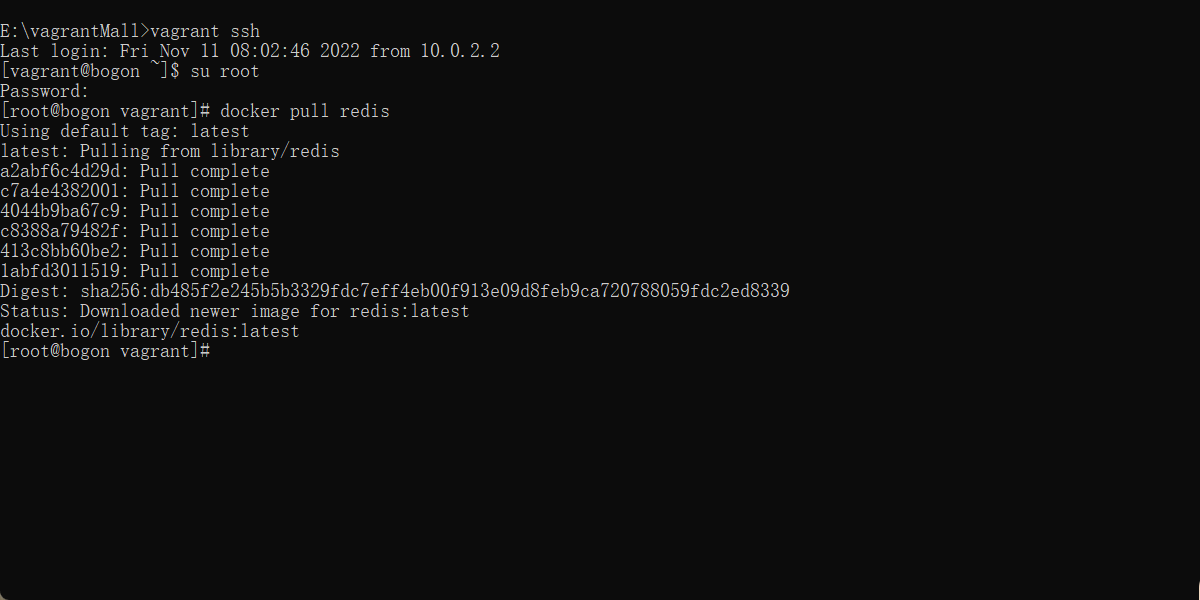 E:\vagrantMall>vagrant ssh
Last login: Fri Nov 11 08:02:46 2022 from 10.0.2.2
[vagrant@bogon ~]$ su root
Password:
[root@bogon vagrant]# docker pull redis
Using default tag: latest
latest: Pulling from library/redis
a2abf6c4d29d: Pull complete
c7a4e4382001: Pull complete
4044b9ba67c9: Pull complete
c8388a79482f: Pull complete
413c8bb60be2: Pull complete
1abfd3011519: Pull complete
Digest: sha256:db485f2e245b5b3329fdc7eff4eb00f913e09d8feb9ca720788059fdc2ed8339
Status: Downloaded newer image for redis:latest
docker.io/library/redis:latest
[root@bogon vagrant]#